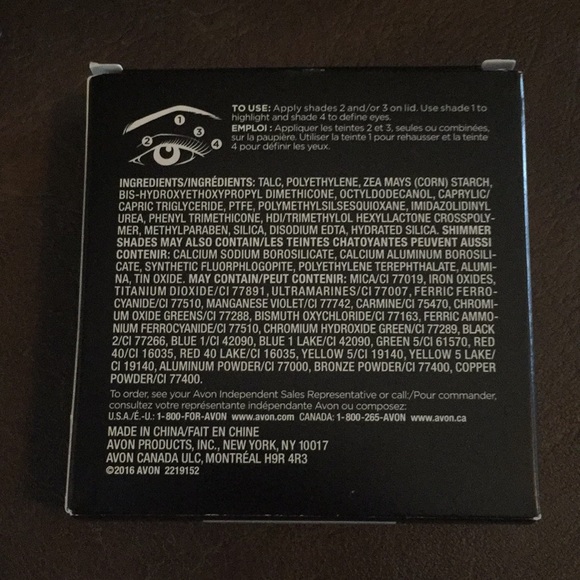 TO USE: Apply shades 2 and/or 3 on lid. Use shade 1 to
highlight and shade 4 to define eyes.
EMPLOI : Appliquer les teintes 2 et 3, seules ou combinées,
sur la paupière. Utiliser la teinte 1 pour rehausser et la teinte
4 pour définir les yeux.
1
2
3
4
INGREDIENTS/INGRÉDIENTS: TALC, POLYETHYLENE, ZEA MAYS (CORN) STARCH,
BIS-HYDROXYETHOXYPROPYL DIMETHICONE, OCTYLDODECANOL, CAPRYLIC/
CAPRIC TRIGLYCERIDE, PTFE, POLYMETHYLSILSESQUIOXANE, IMIDAZOLIDINYL
UREA, PHENYL TRIMETHICONE, HDI/TRIMETHYLOL HEXYLLACTONE CROSSPOLY-
MER, METHYLPARABEN, SILICA, DISODIUM EDTA, HYDRATED SILICA. SHIMMER
SHADES MAY ALSO CONTAIN/LES TEINTES CHATOYANTES PEUVENT AUSSI
CONTENIR: CALCIUM SODIUM BOROSILICATE, CALCIUM ALUMINUM BOROSILI-
CATE, SYNTHETIC FLUORPHLOGOPITE, POLYETHYLENE TEREPHTHALATE, ALUMI-
NA, TIN OXIDE. MAY CONTAIN/PEUT CONTENIR: MICA/CI 77019, IRON OXIDES,
TITANIUM DIOXIDE/CI 77891, ULTRAMARINES/CI 77007, FERRIC FERRO-
CYANIDE/CI 77510, MANGANESE VIOLET/CI 77742, CARMINE/CI 75470, CHROMI-
UM OXIDE GREENS/CI 77288, BISMUTH OXYCHLORIDE/CI 77163, FERRIC AMMO-
NIUM FERROCYANIDE/CI 77510, CHROMIUM HYDROXIDE GREEN/CI 77289, BLACK
2/CI 77266, BLUE 1/CI 42090, BLUE 1 LAKE/CI 42090, GREEN 5/CI 61570, RED
40/CI 16035, RED 40 LAKE/CI 16035, YELLOW 5/CI 19140, YELLOW 5 LAKE/
CI 19140, ALUMINUM POWDER/CI 77000, BRONZE POWDER/CI 77400, COPPER
POWDER/CI 77400.
To order, see your Avon Independent Sales Representative or call:/Pour commander,
consultez votre représentante indépendante Avon ou composez:
U.S.A./É.-U.: 1-800-FOR-AVON www.avon.com CANADA: 1-800-265-AVON www.avon.ca
MADE IN CHINA/FAIT EN CHINE
AVON PRODUCTS, INC., NEW YORK, NY 10017
AVON CANADA ULC, MONTRÉAL H9R 4R3
©2016 AVON 2219152